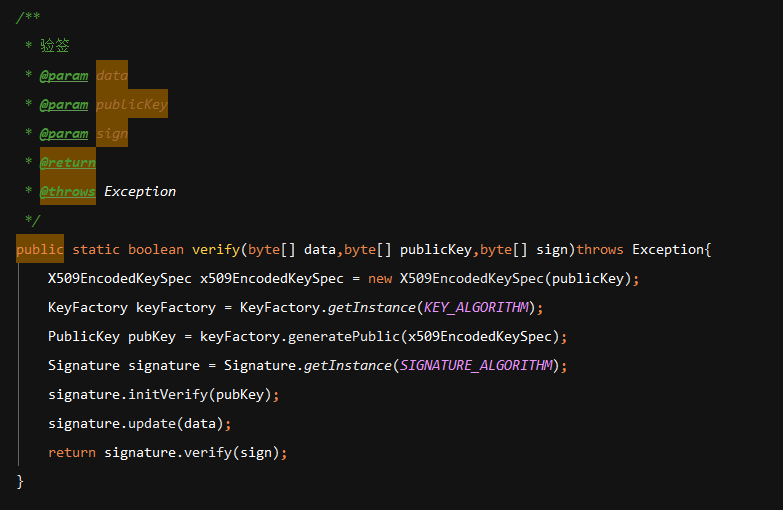 /**
 * 验签
 * @param data
 * @param publicKey
 * @param sign
 * @return
 * @throws Exception
 */
public static boolean verify(byte[] data,byte[] publicKey,byte[] sign)throws Exception{
    X509EncodedKeySpec x509EncodedKeySpec = new X509EncodedKeySpec(publicKey);
    KeyFactory keyFactory = KeyFactory.getInstance(KEY_ALGORITHM);
    PublicKey pubKey = keyFactory.generatePublic(x509EncodedKeySpec);
    Signature signature = Signature.getInstance(SIGNATURE_ALGORITHM);
    signature.initVerify(pubKey);
    signature.update(data);
    return signature.verify(sign);
}